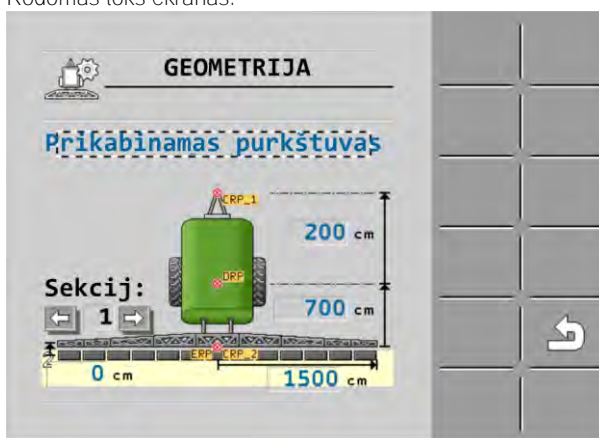 Rodomas toks ekranas:
GEOMETRIJA
Prikabinamas purkštuvas
CRP_1
200 cm
DRP
Sekcij:
700 cm
1
ERP CRP_2
0 cm
1500 cm